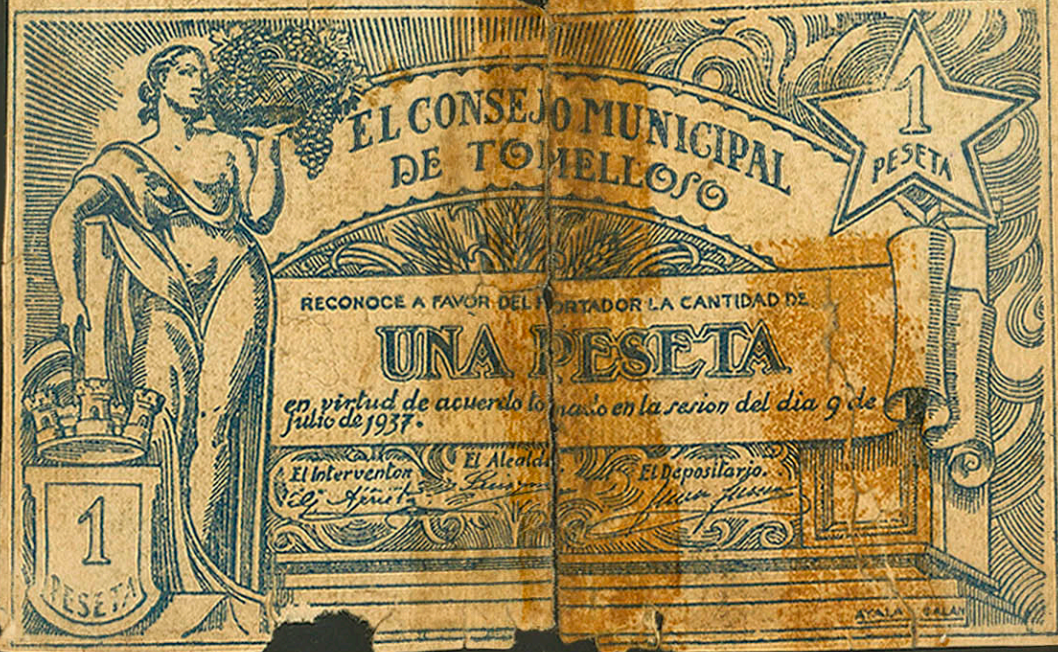 EL CONSEJO MUNICIPAL
DE TOMELLOSO
1
PESETA
RECONOCE A FAVOR DEL PORTADOR LA CANTIDAD DE
UNA PESETA
en virtud de acuerdo tomado en la sesion del dia 9 de
julio de 1937.
El Interventor El Alcalde El Depositario.
1
PESETA
AYALA GALAN